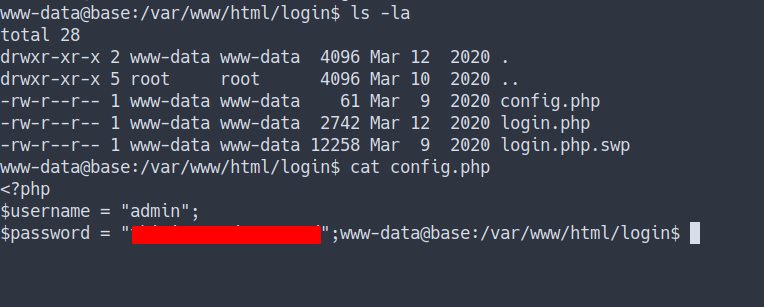 www-data@base:/var/www/html/login$ ls -la
total 28
drwxr-xr-x 2 www-data www-data  4096 Mar 12  2020 .
drwxr-xr-x 5 root     root      4096 Mar 10  2020 ..
-rw-r--r-- 1 www-data www-data    61 Mar  9  2020 config.php
-rw-r--r-- 1 www-data www-data  2742 Mar 12  2020 login.php
-rw-r--r-- 1 www-data www-data 12258 Mar  9  2020 login.php.swp
www-data@base:/var/www/html/login$ cat config.php
<?php
$username = "admin";
$password = "";www-data@base:/var/www/html/login$